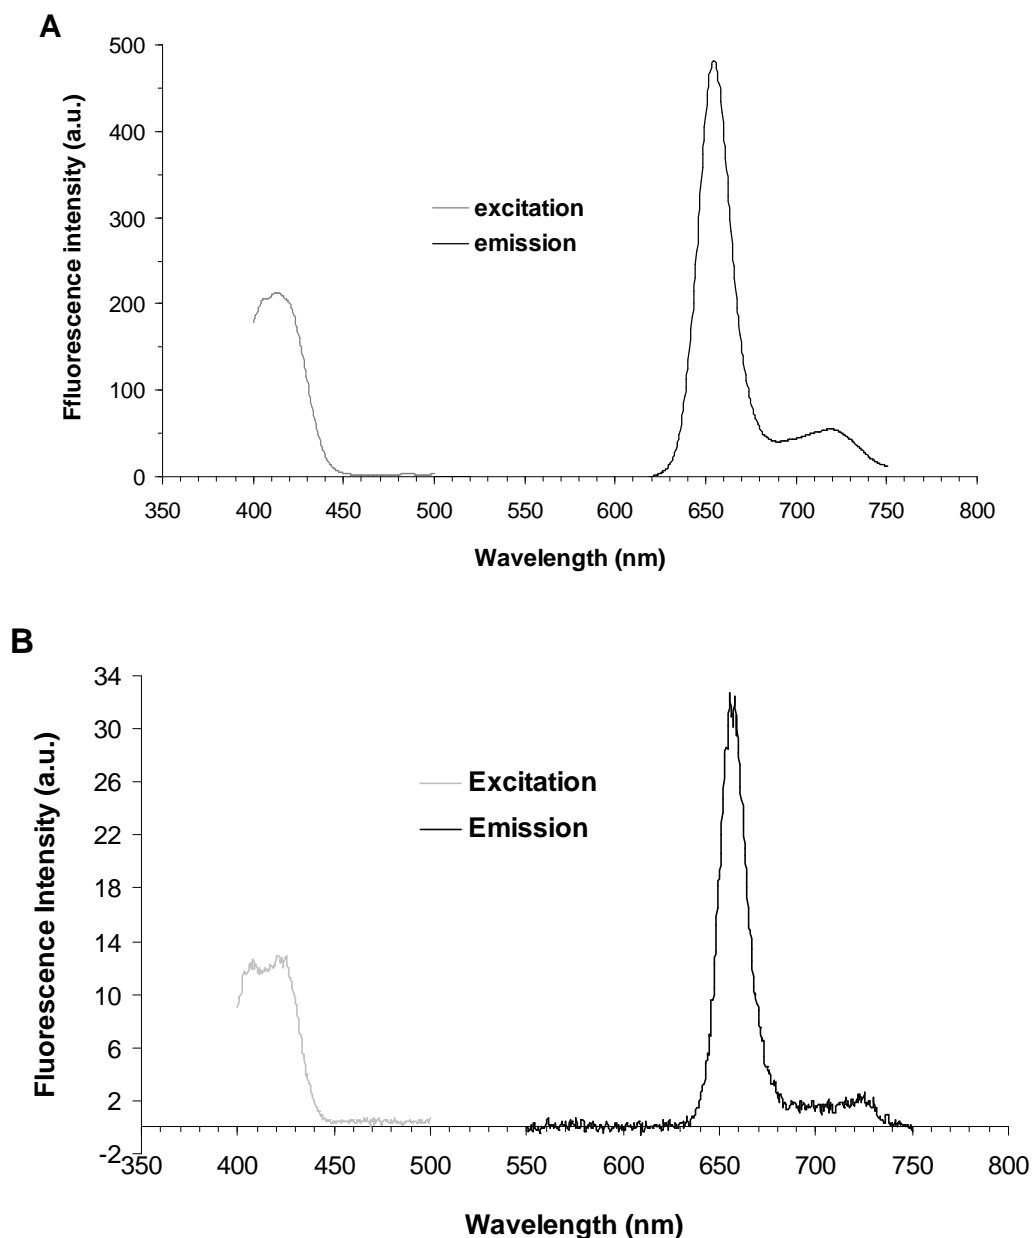 A
Ffluorescence intensity (a.u.)
500
400
300
200
100
0
excitation
emission
350 400 450 500 550 600 650 700 750 800
Wavelength (nm)
B
Fluorescence Intensity (a.u.)
34
30
26
22
18
14
10
6
2
-2
Excitation
Emission
350 400 450 500 550 600 650 700 750 800
Wavelength (nm)